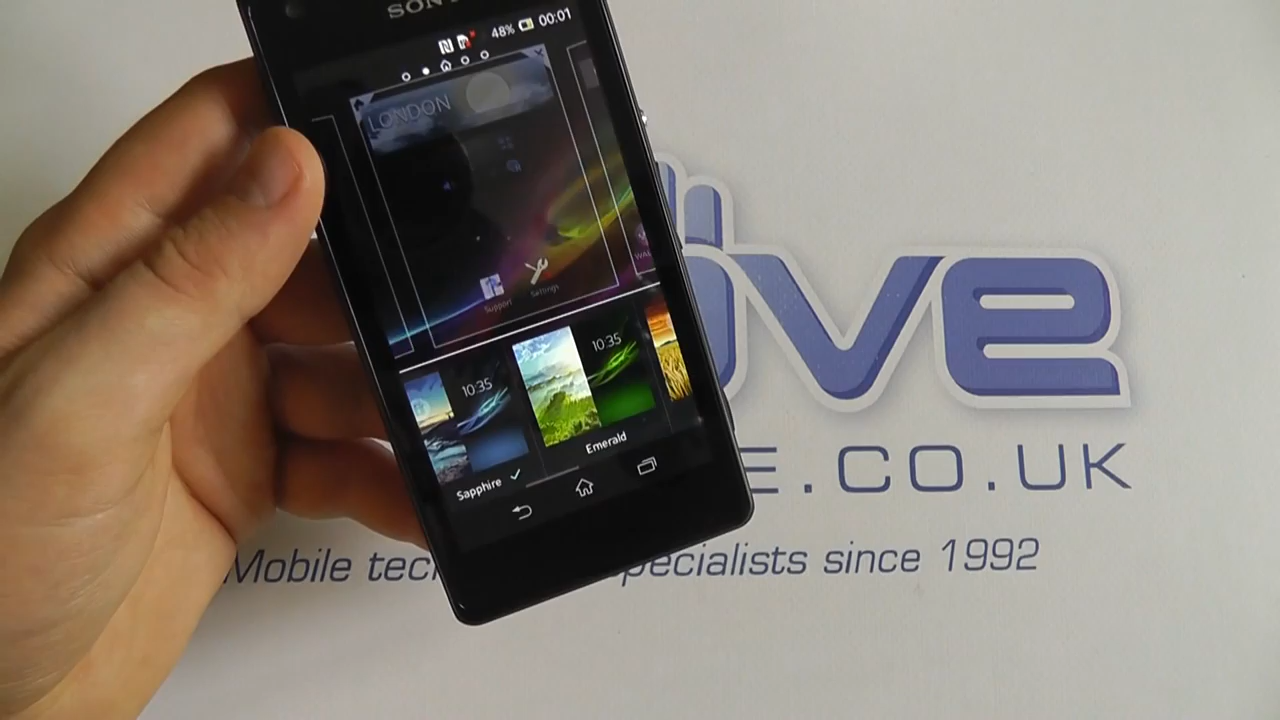 SONY
48% 00:01
LONDON
Support Settings
10:35 10:35
Sapphire Emerald
ive
E.CO.UK
Mobile tec pecialists since 1992